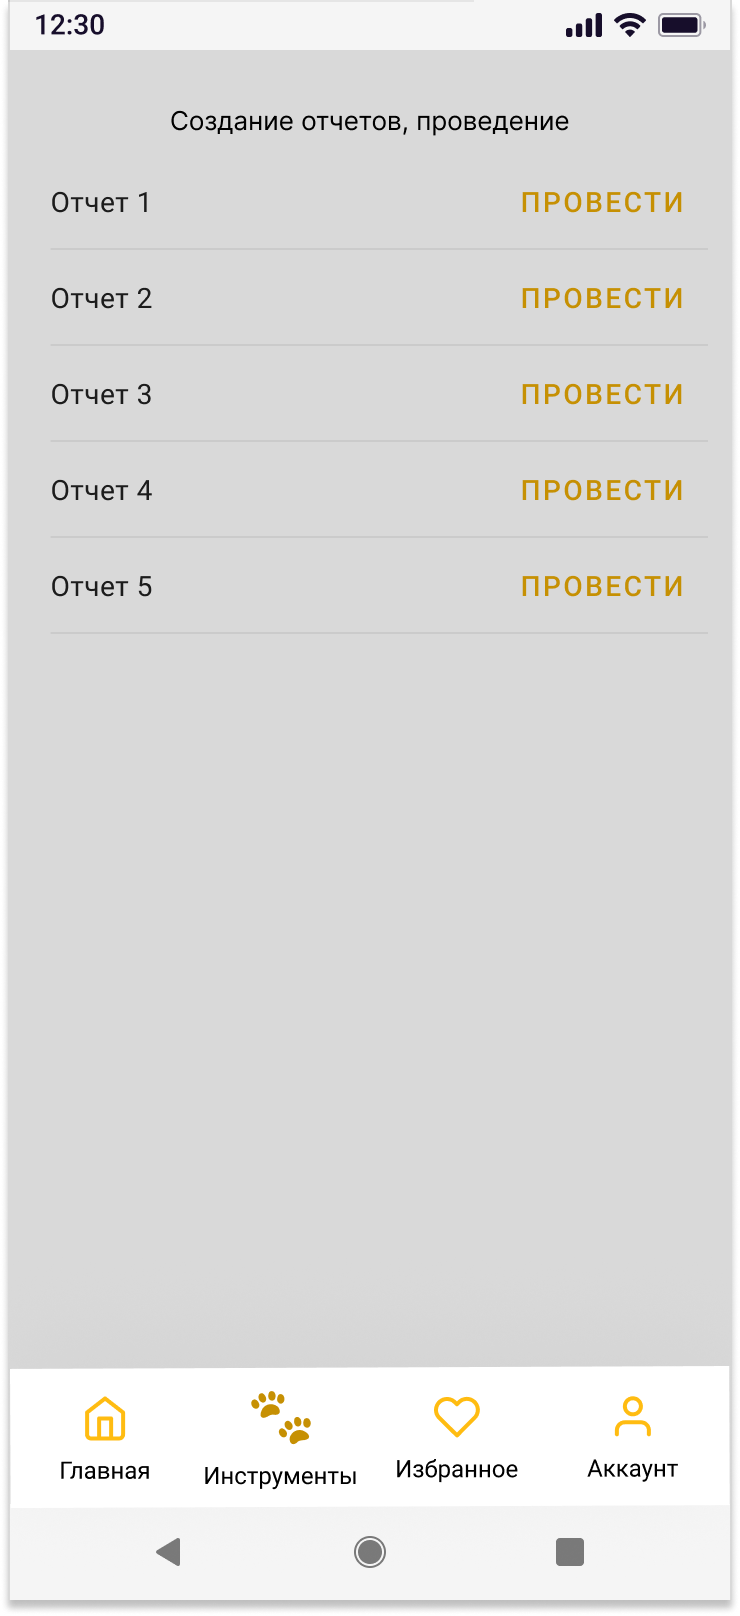 12:30
Создание отчетов, проведение
Отчет 1 ПРОВЕСТИ
Отчет 2 ПРОВЕСТИ
Отчет 3 ПРОВЕСТИ
Отчет 4 ПРОВЕСТИ
Отчет 5 ПРОВЕСТИ
Главная Инструменты Избранное Аккаунт